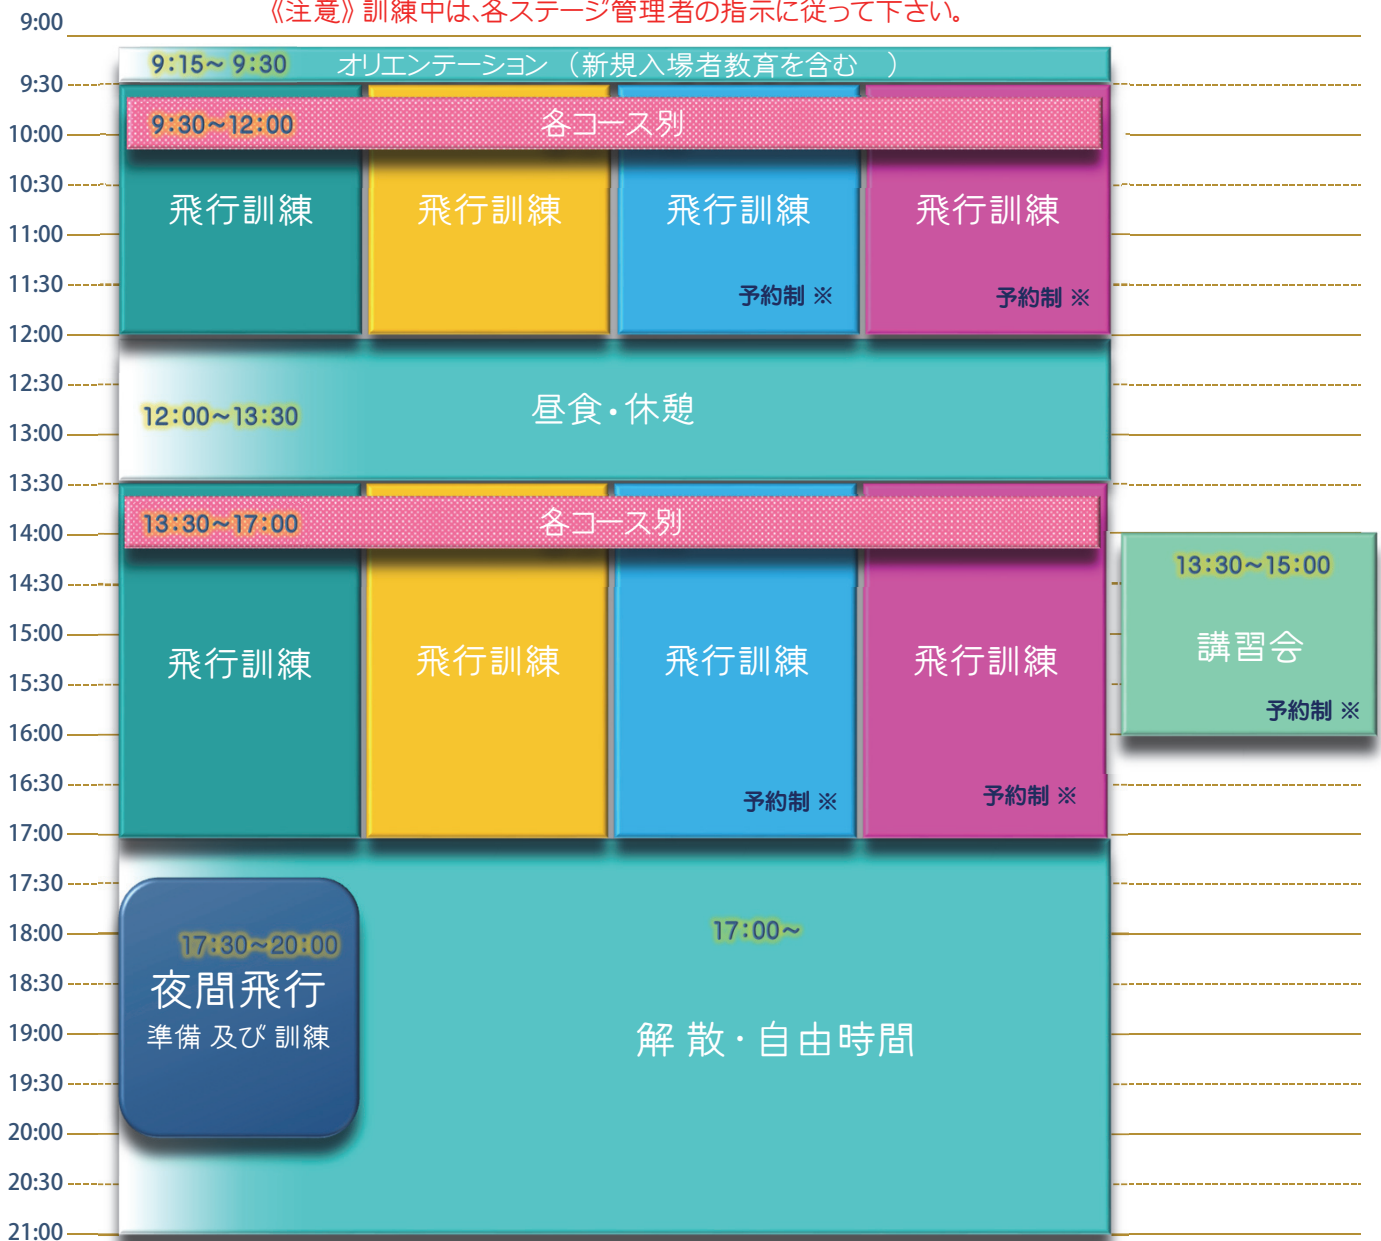 《注意》訓練中は、各ステージ管理者の指示に従って下さい。
9:00
9:15～9:30 オリエンテーション （新規入場者教育を含む ）
9:30
9:30～12:00 各コース別
10:00
10:30
飛行訓練 飛行訓練 飛行訓練 飛行訓練
11:00
11:30
予約制 ※ 予約制 ※
12:00
12:30
12:00～13:30 昼食・休憩
13:00
13:30
13:30～17:00 各コース別
14:00
13:30～15:00
14:30
15:00
講習会
飛行訓練 飛行訓練 飛行訓練 飛行訓練
15:30
予約制 ※
16:00
16:30
予約制 ※ 予約制 ※
17:00
17:30
17:00～
18:00
17:30～20:00
18:30
夜間飛行
19:00
準備 及び 訓練
解 散・自由時間
19:30
20:00
20:30
21:00